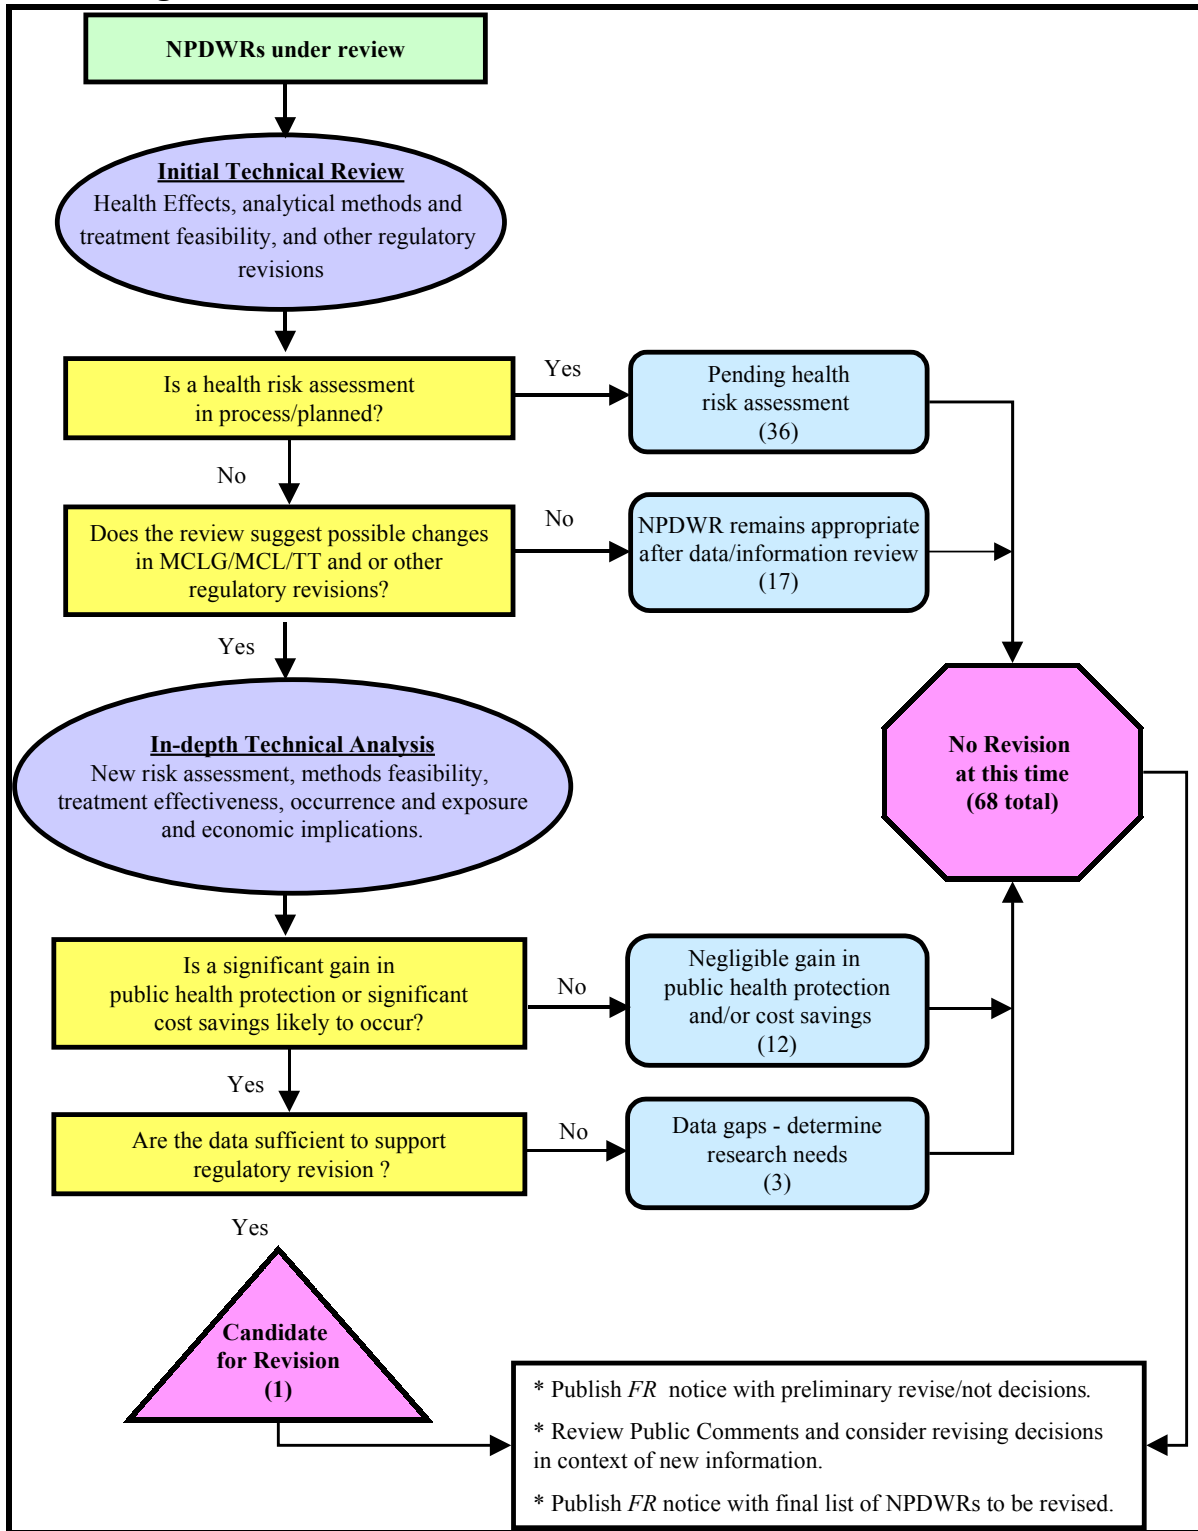 NPDWRs under review
Initial Technical Review
Health Effects, analytical methods and
treatment feasibility, and other regulatory
revisions
Is a health risk assessment
in process/planned?
Yes
Pending health
risk assessment
(36)
No
Does the review suggest possible changes
in MCLG/MCL/TT and or other
regulatory revisions?
No
NPDWR remains appropriate
after data/information review
(17)
Yes
In-depth Technical Analysis
New risk assessment, methods feasibility,
treatment effectiveness, occurrence and exposure
and economic implications.
No Revision
at this time
(68 total)
Is a significant gain in
public health protection or significant
cost savings likely to occur?
No
Negligible gain in
public health protection
and/or cost savings
(12)
Yes
Are the data sufficient to support
regulatory revision ?
No
Data gaps - determine
research needs
(3)
Yes
Candidate
for Revision
(1)
* Publish FR notice with preliminary revise/not decisions.
* Review Public Comments and consider revising decisions
in context of new information.
* Publish FR notice with final list of NPDWRs to be revised.